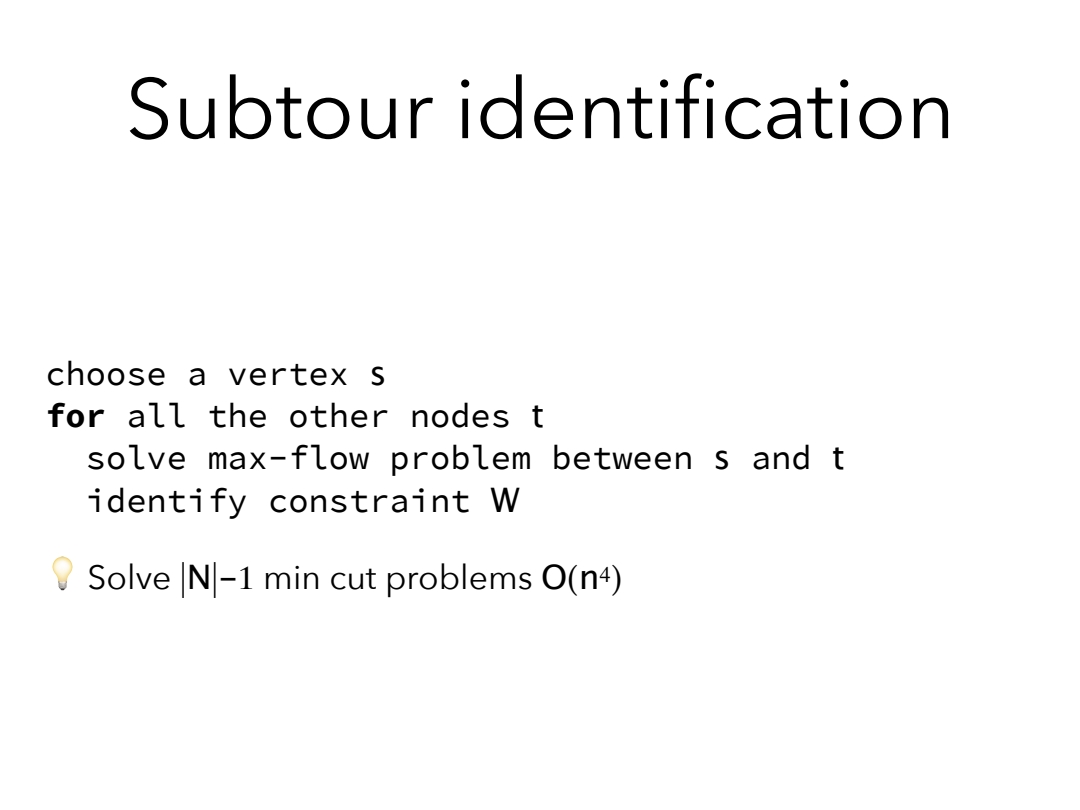 Subtour identification
choose a vertex s
for all the other nodes t
solve max-flow problem between s and t
identify constraint W
💡 Solve |N|−1 min cut problems O(n⁴)